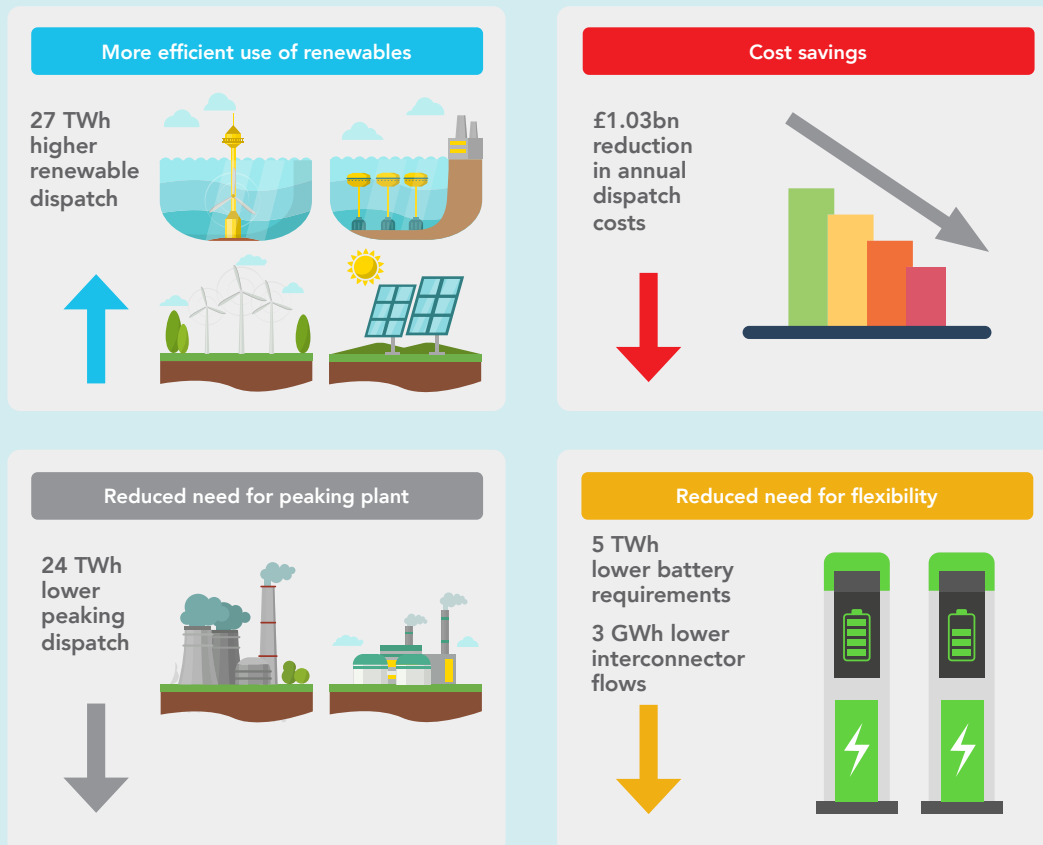 More efficient use of renewables
27 TWh
higher
renewable
dispatch
Cost savings
£1.03bn
reduction
in annual
dispatch
costs
Reduced need for peaking plant
24 TWh
lower
peaking
dispatch
Reduced need for flexibility
5 TWh
lower battery
requirements
3 GWh lower
interconnector
flows